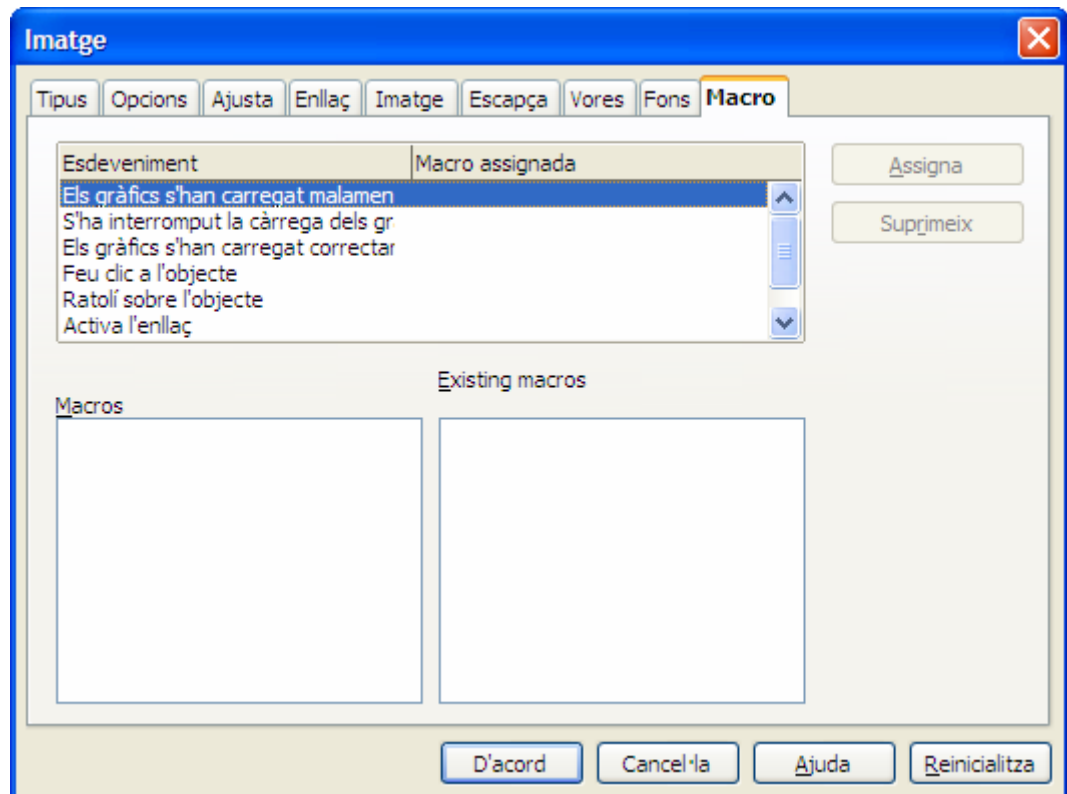 Imatge
Tipus Opcions Ajusta Enllaç Imatge Escapça Vores Fons Macro
Esdeveniment Macro assignada
Assigna
Els gràfics s'han carregat malamen
S'ha interromput la càrrega dels gr
Suprimeix
Els gràfics s'han carregat correctar
Feu clic a l'objecte
Ratolí sobre l'objecte
Activa l'enllaç
Existing macros
Macros
D'acord Cancel·la Ajuda Reinicialitza